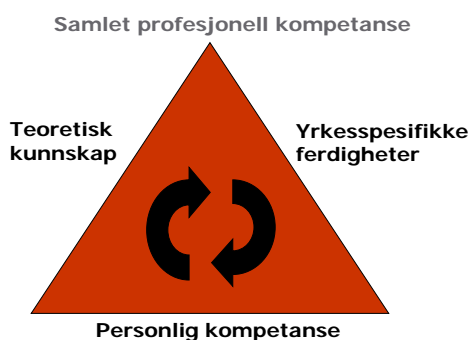 Samlet profesjonell kompetanse
Teoretisk
kunnskap
Yrkesspesifikke
ferdigheter
Personlig kompetanse